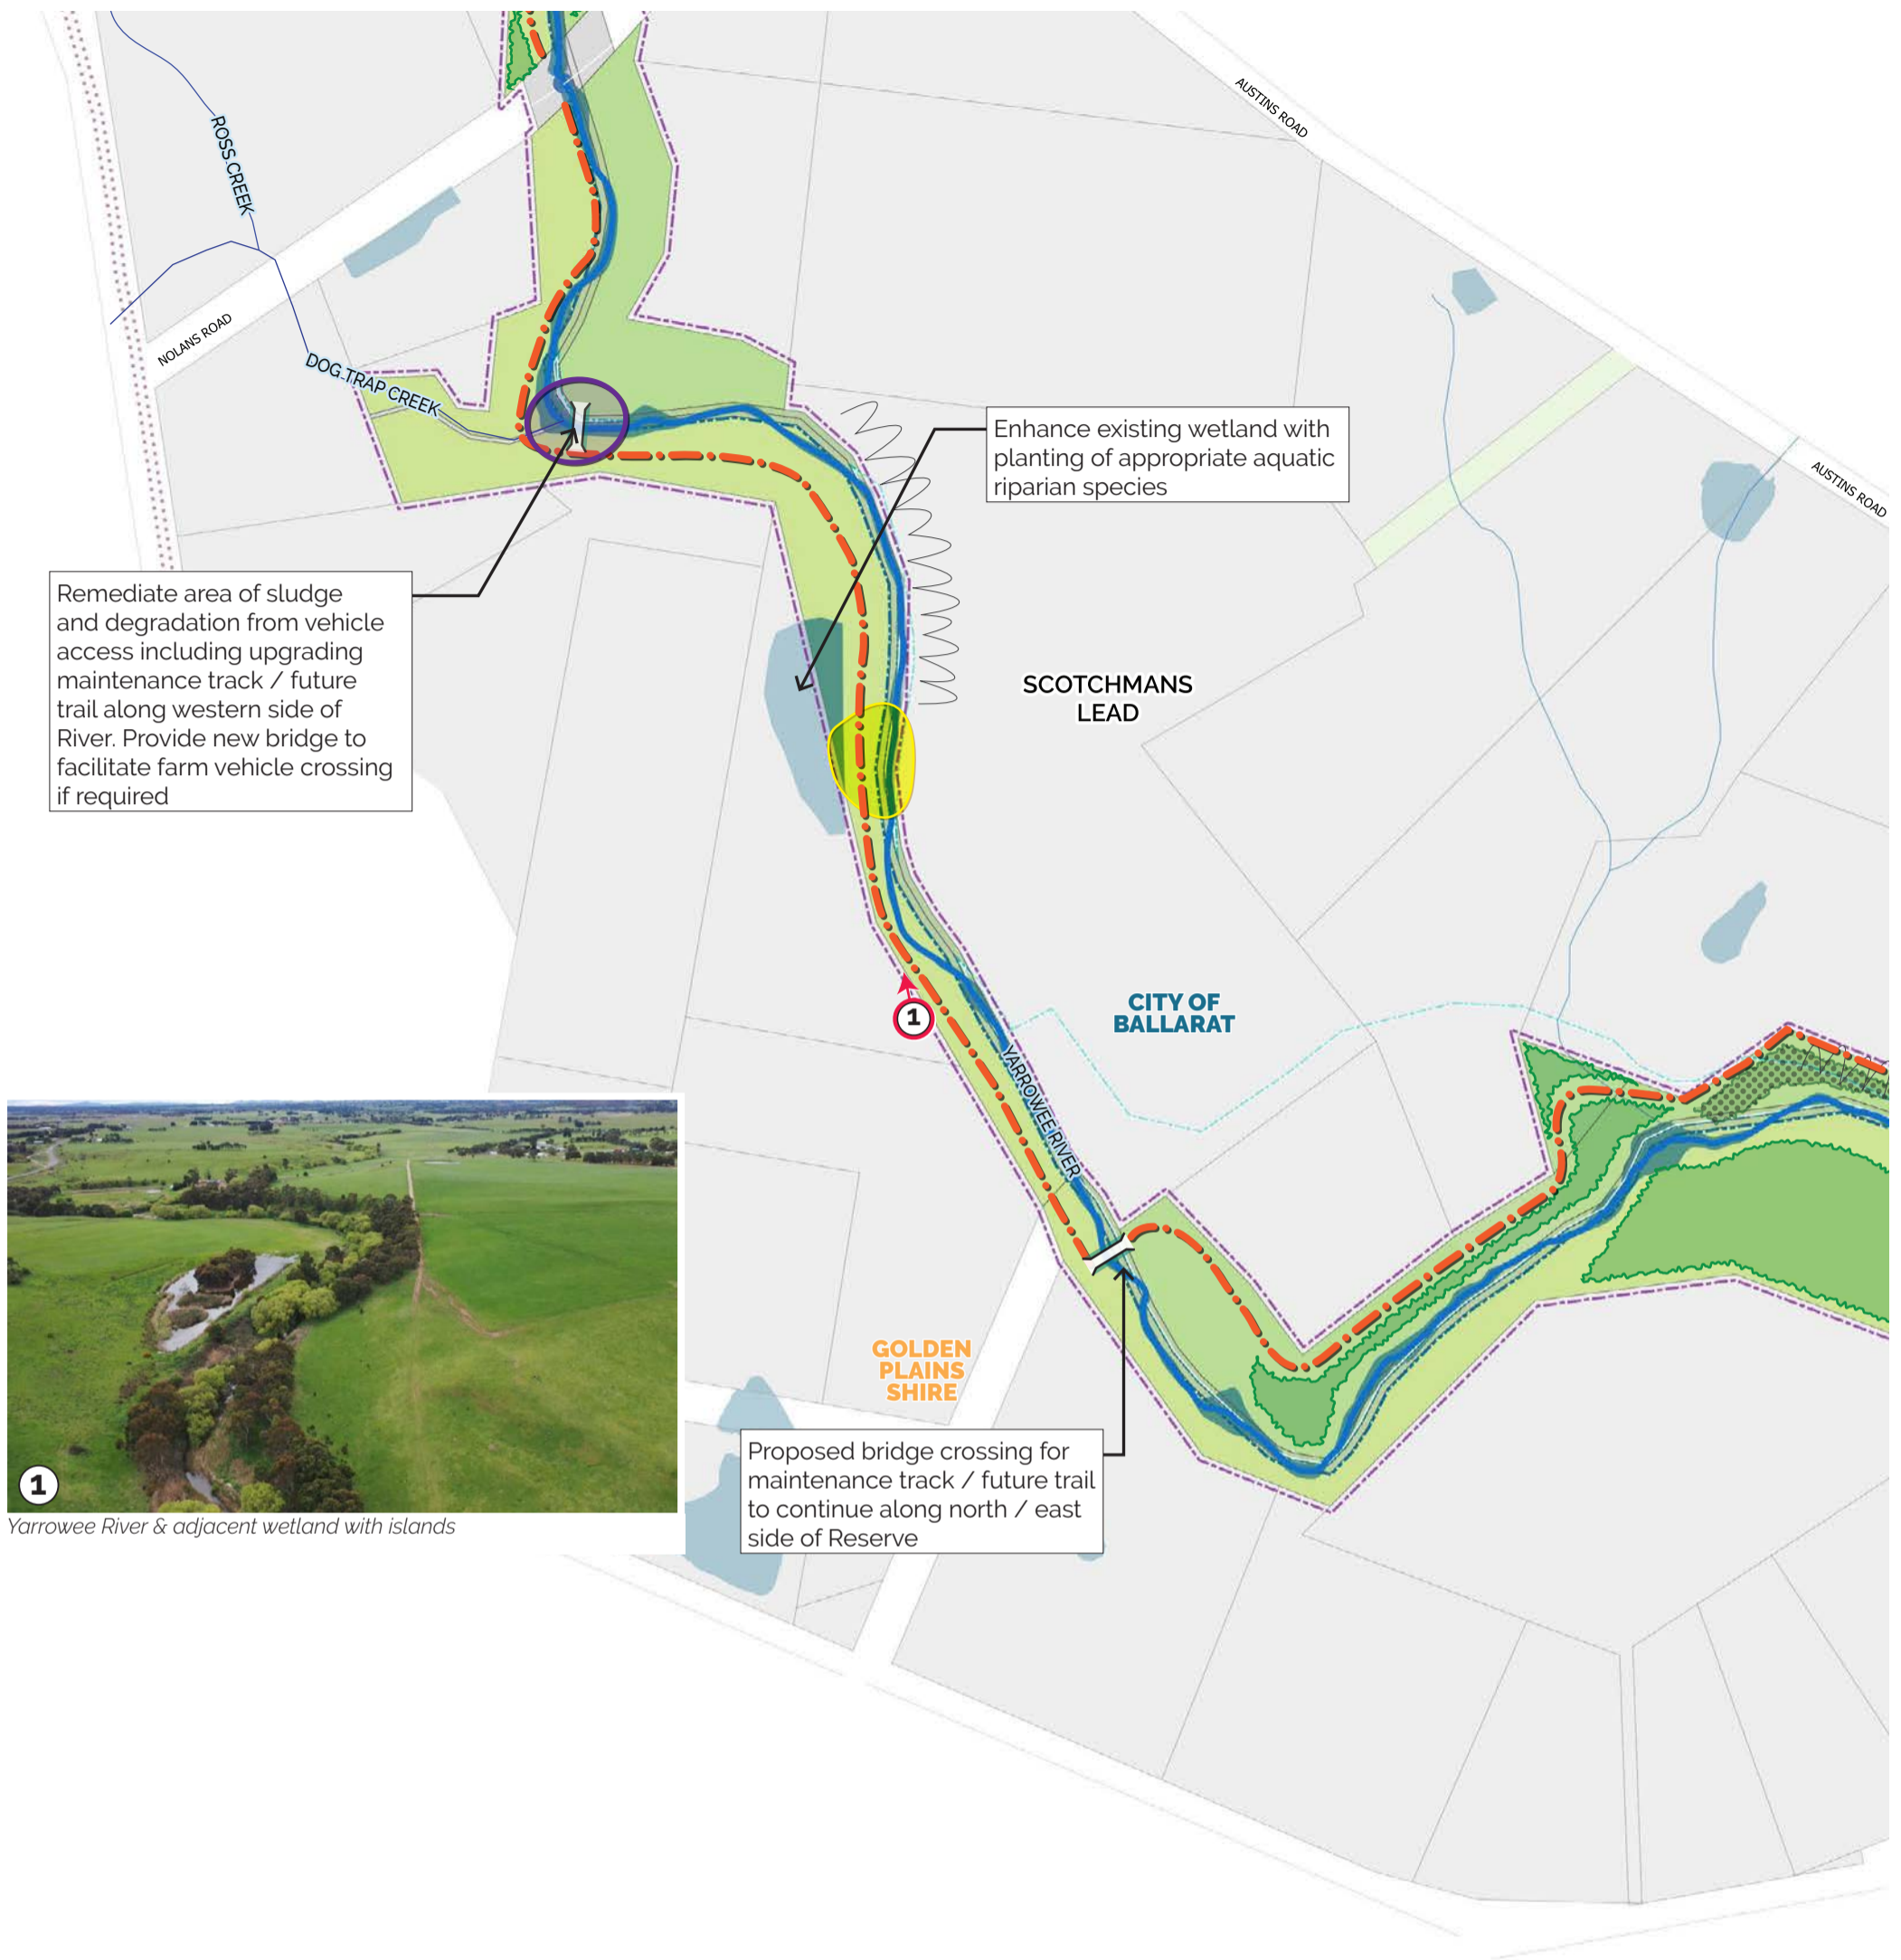 AUSTINS ROAD
ROSS CREEK
NOLANS ROAD
DOG TRAP CREEK
Enhance existing wetland with
planting of appropriate aquatic
riparian species
AUSTINS ROAD
Remediate area of sludge
and degradation from vehicle
access including upgrading
maintenance track / future
trail along western side of
River. Provide new bridge to
facilitate farm vehicle crossing
if required
SCOTCHMANS
LEAD
1
CITY OF
BALLARAT
YARROWEE RIVER
GOLDEN
PLAINS
SHIRE
Proposed bridge crossing for
maintenance track / future trail
to continue along north / east
side of Reserve
1
Yarrowee River & adjacent wetland with islands